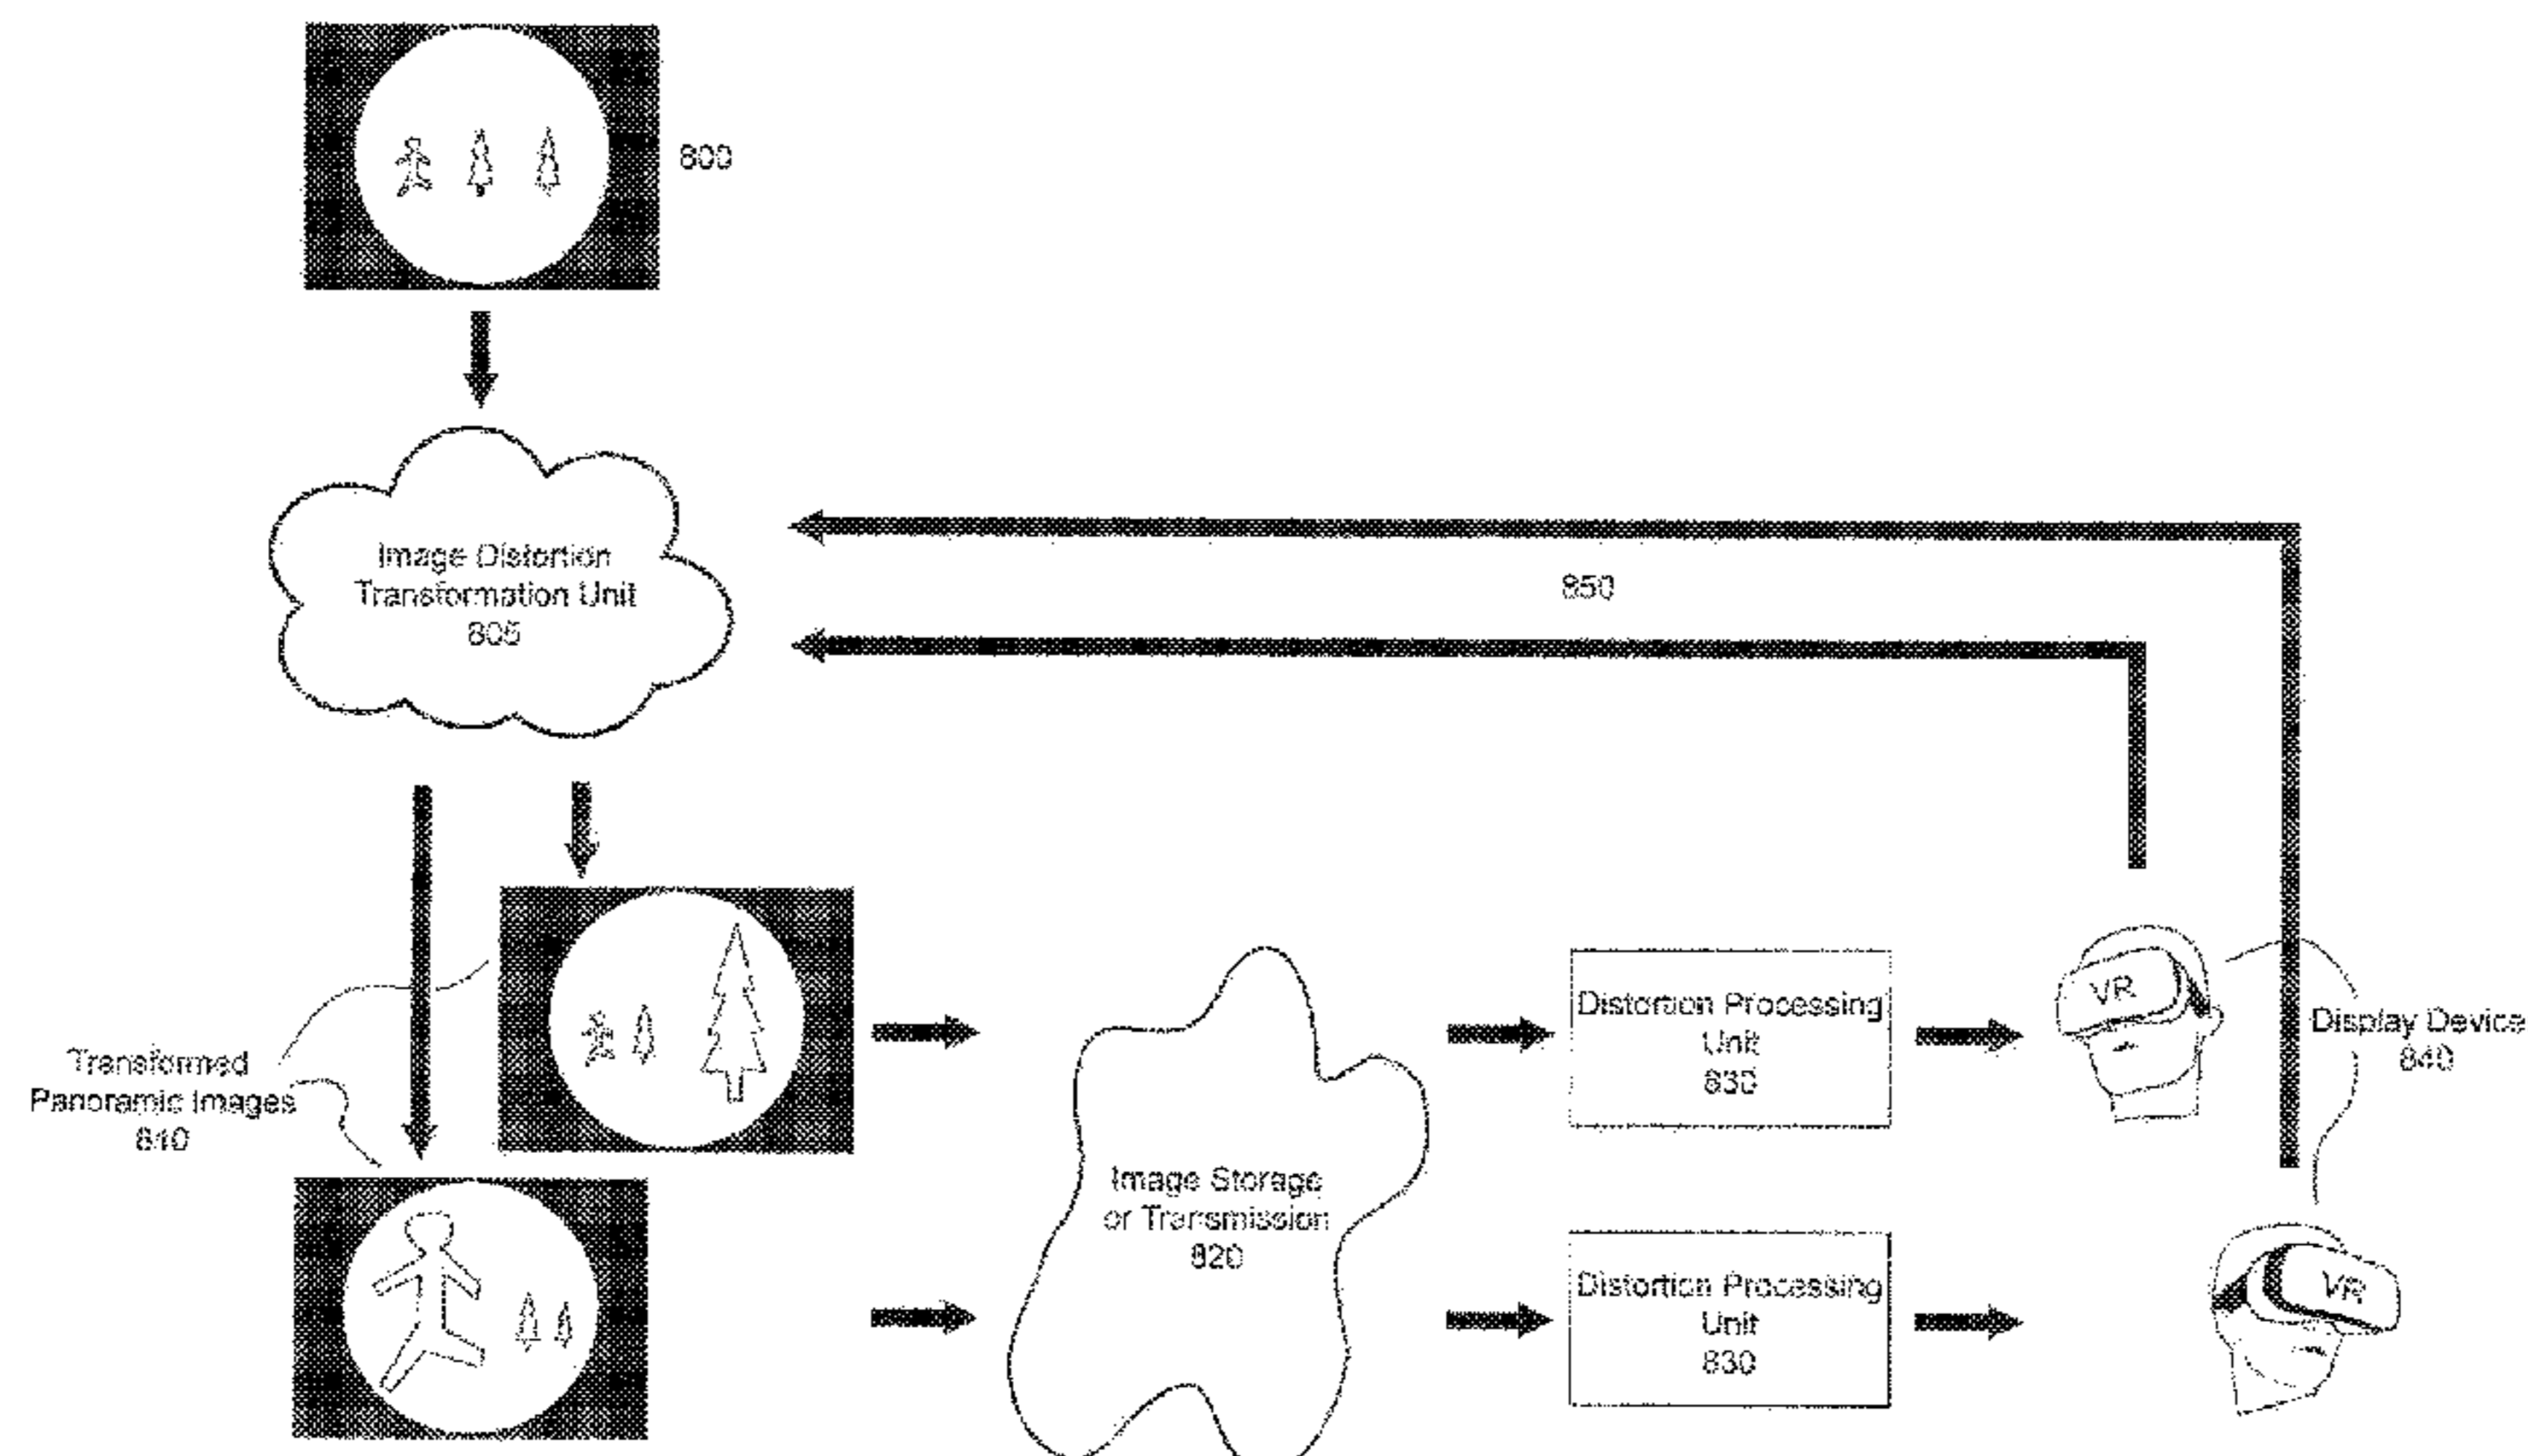 800
Image Distortion
Transformation Unit
805
850
Transformed
Panoramic Images
810
Image Storage
or Transmission
820
Distortion Processing
Unit
830
VR
Display Device
840
Distortion Processing
Unit
830
VR